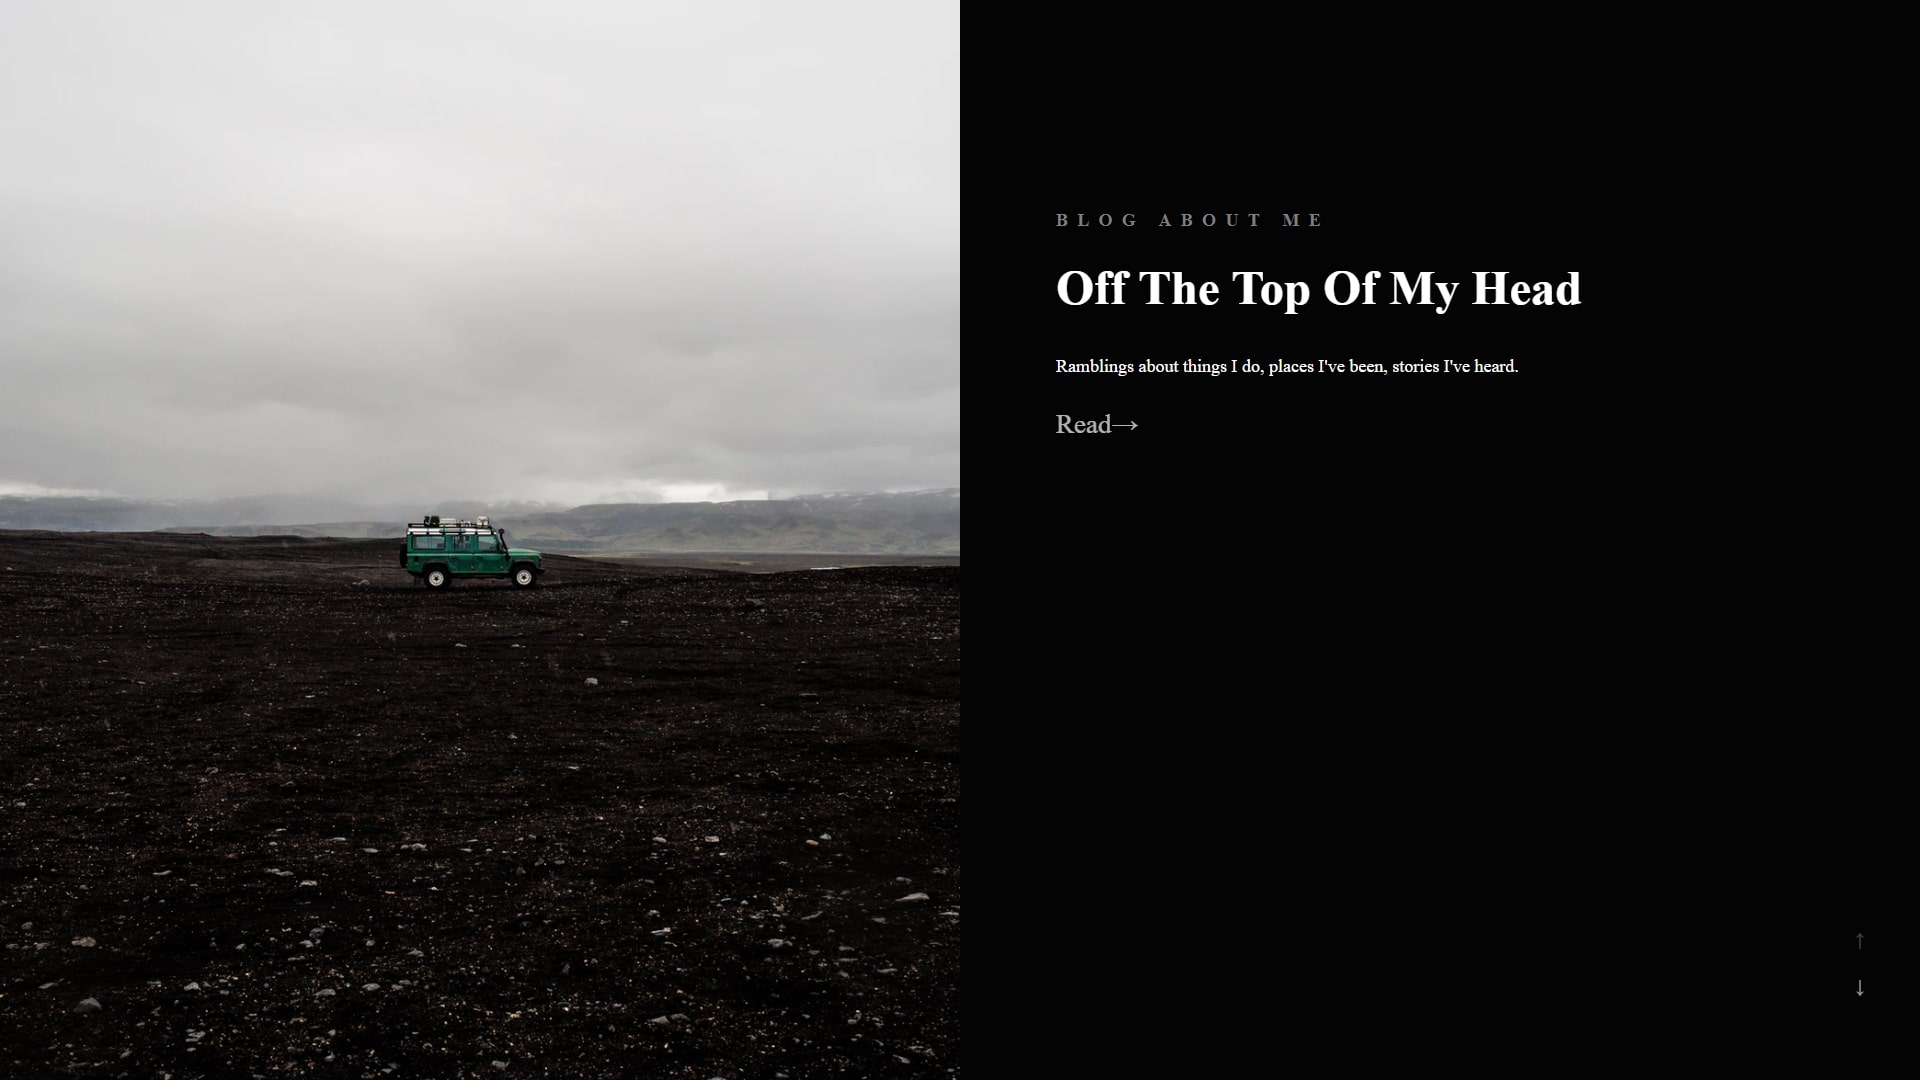 BLOG ABOUT ME
Off The Top Of My Head
Ramblings about things I do, places I've been, stories I've heard.
Read→
↑
↓